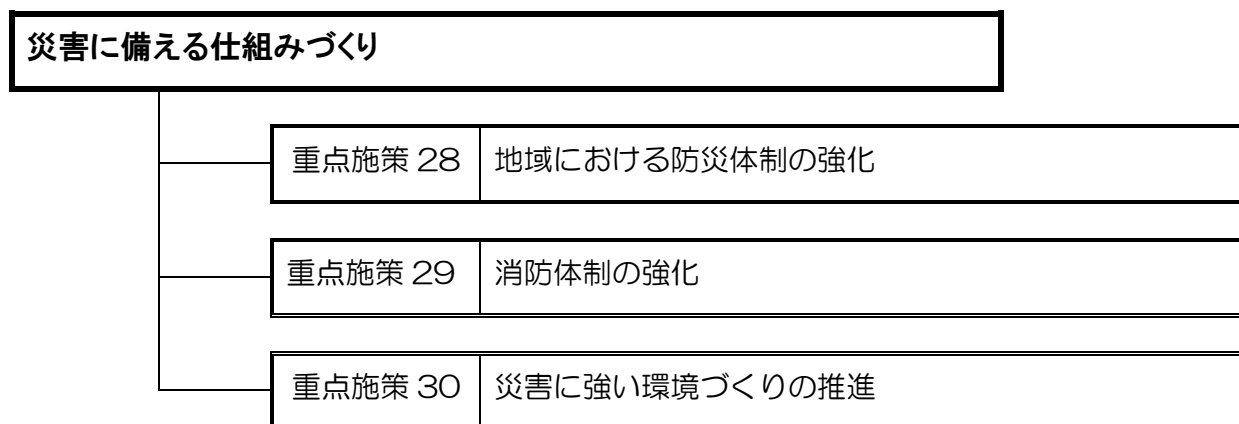 災害に備える仕組みづくり
重点施策 28 地域における防災体制の強化
重点施策 29 消防体制の強化
重点施策 30 災害に強い環境づくりの推進